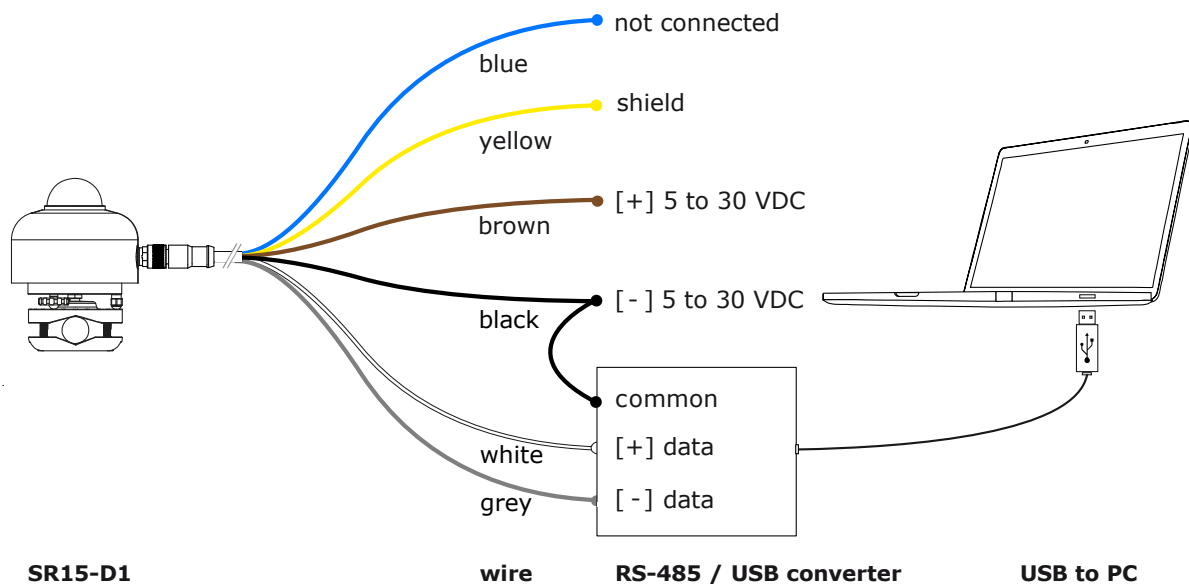 not connected
blue
shield
yellow
[+] 5 to 30 VDC
brown
[-] 5 to 30 VDC
black
common
[+] data
white
[-] data
grey
SR15-D1 wire RS-485 / USB converter USB to PC